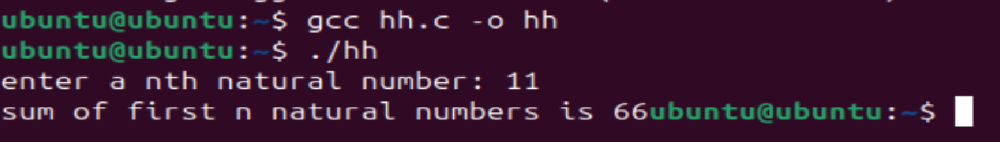 ubuntu@ubuntu:~$ gcc hh.c -o hh
ubuntu@ubuntu:~$ ./hh
enter a nth natural number: 11
sum of first n natural numbers is 66ubuntu@ubuntu:~$